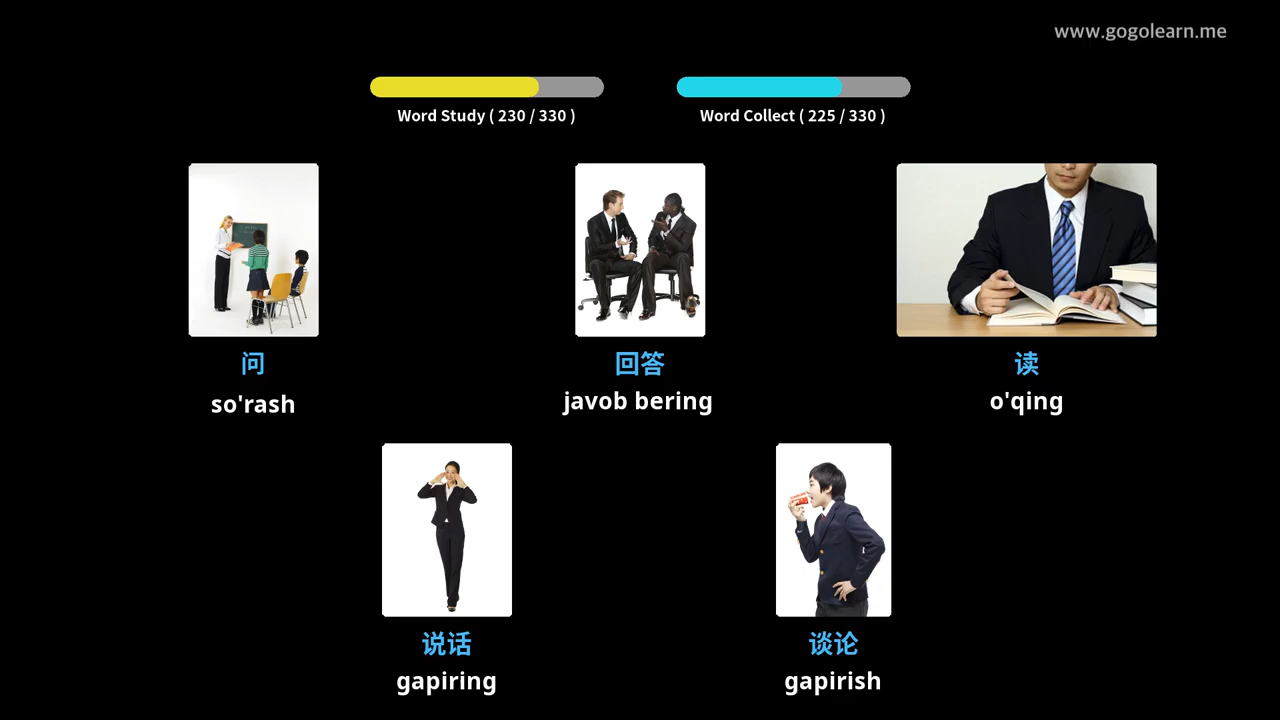 www.gogolearn.me
Word Study ( 230 / 330 )
Word Collect ( 225 / 330 )
问
so'rash
回答
javob bering
读
o'qing
说话
gapiring
谈论
gapirish